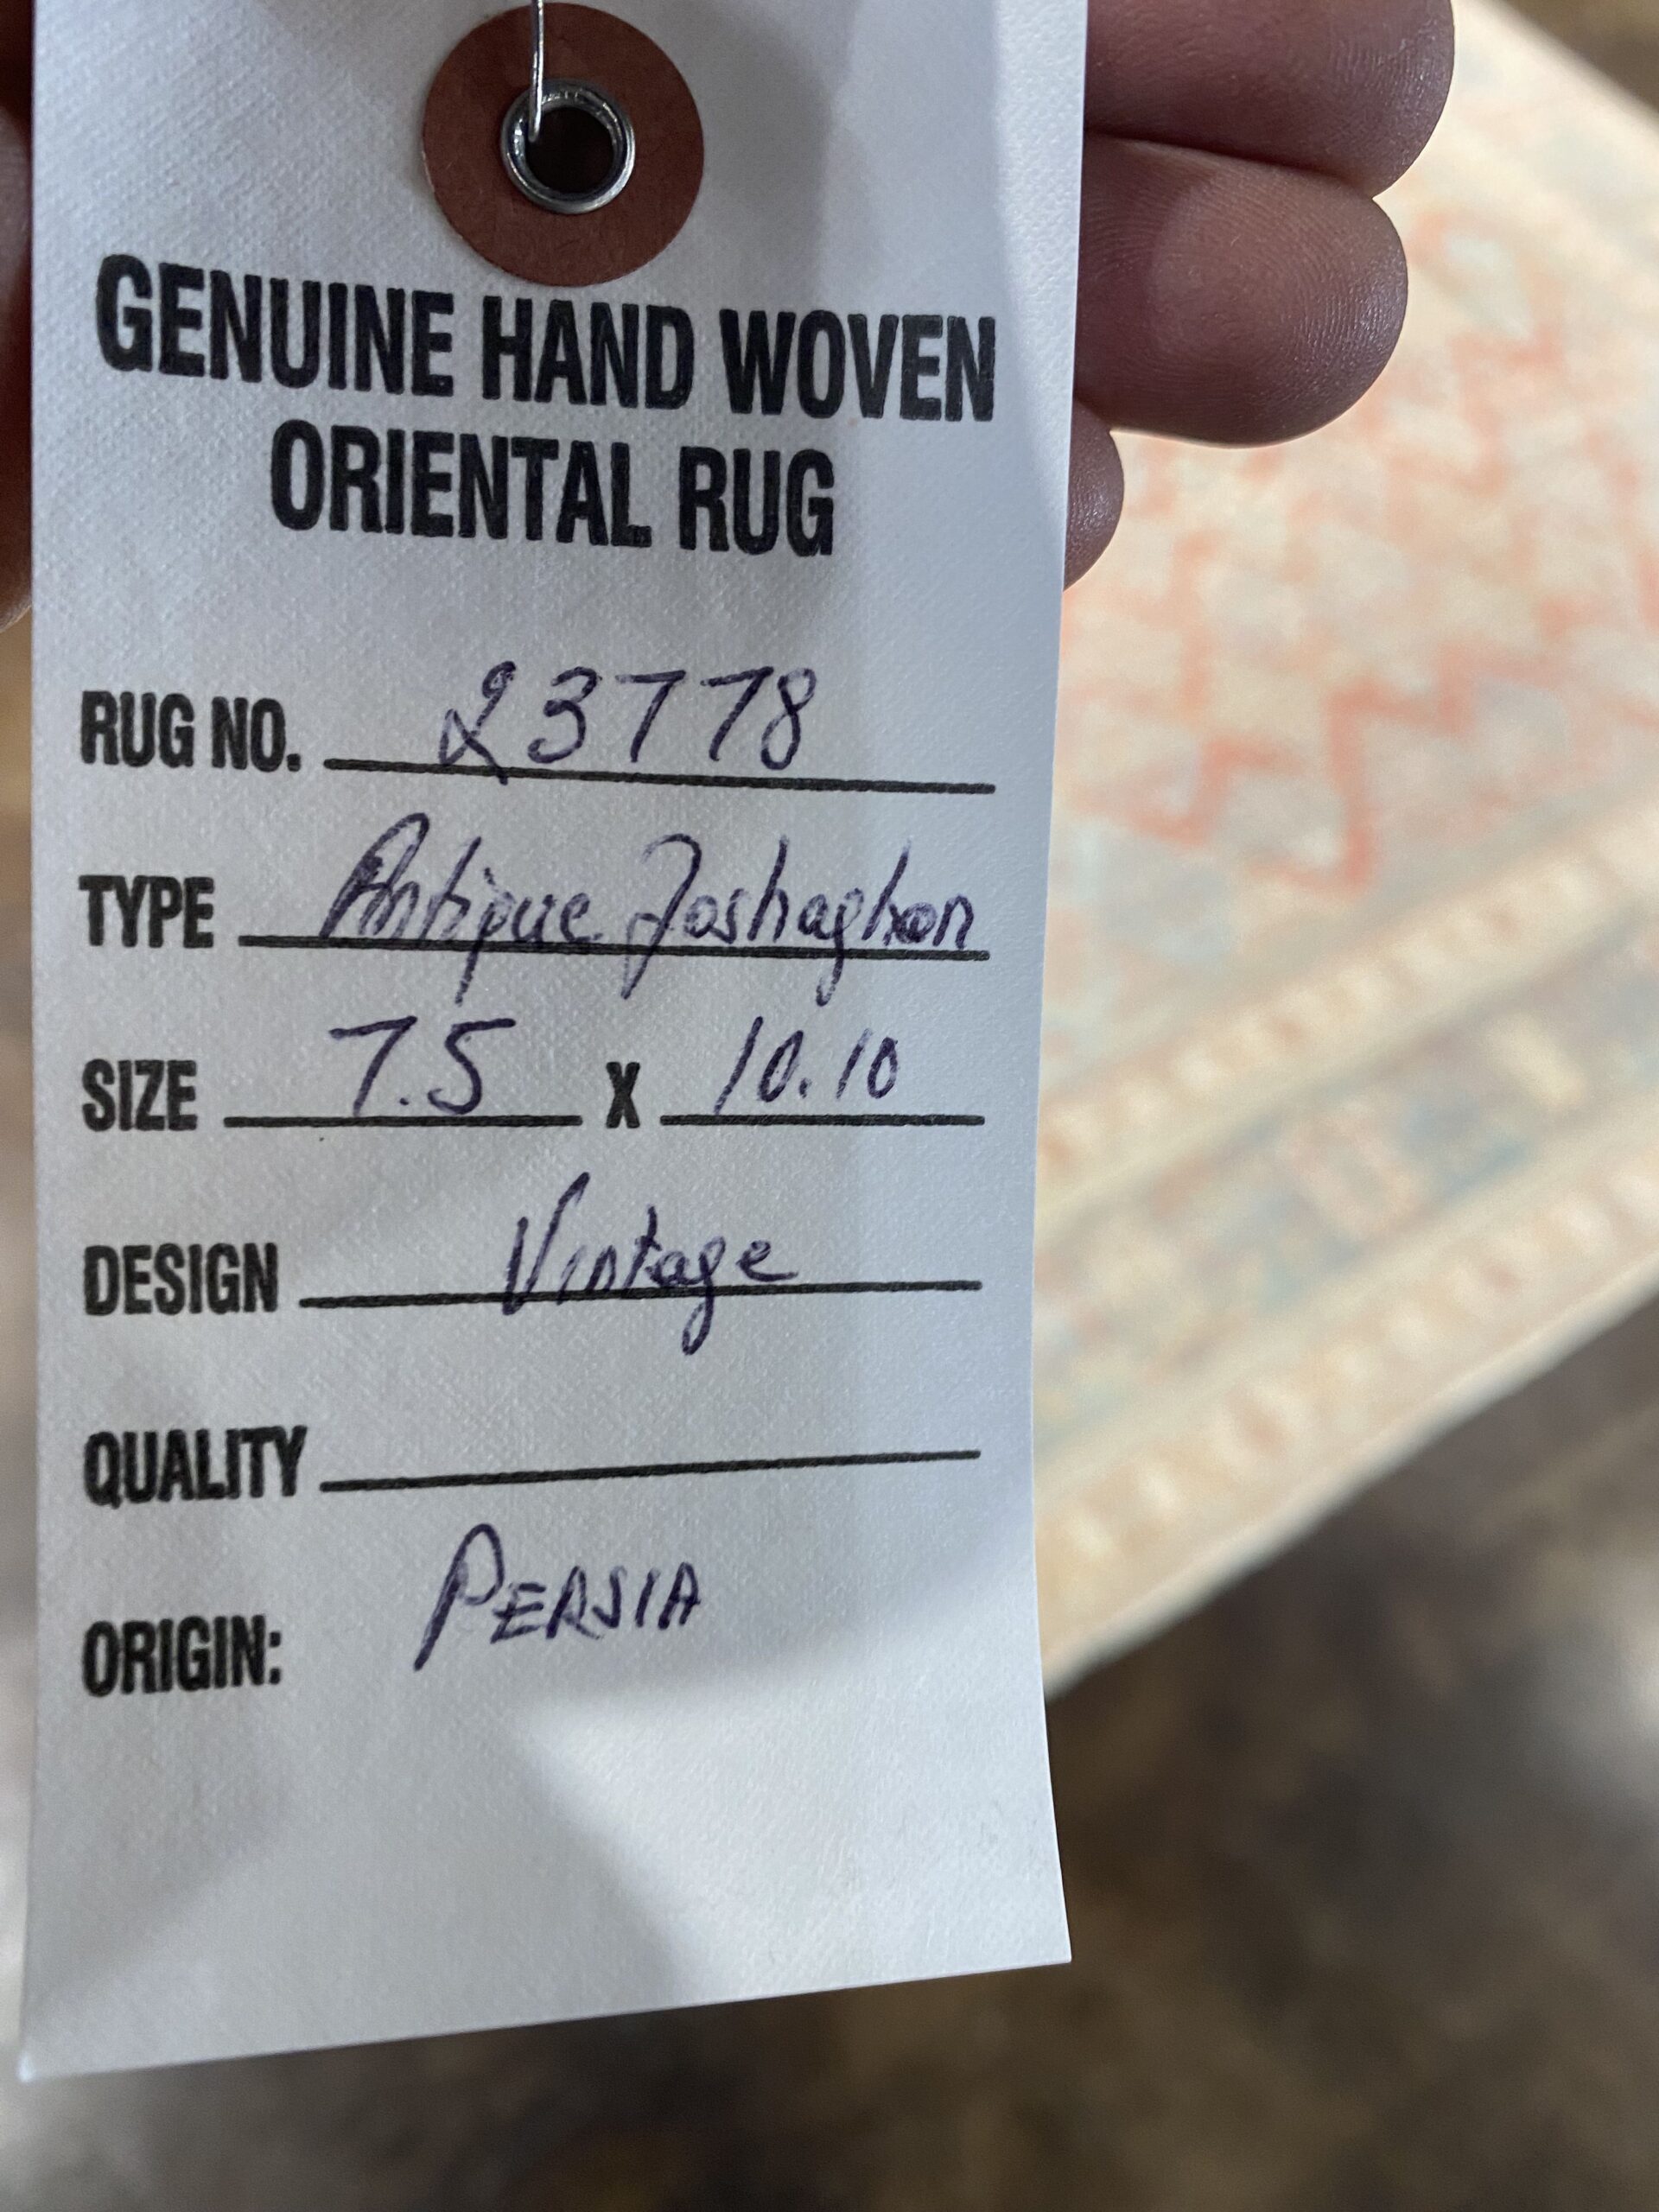 GENUINE HAND WOVEN
ORIENTAL RUG
RUG NO. 23778
TYPE Antique Joshaghon
SIZE 7.5 X 10.10
DESIGN Vintage
QUALITY
ORIGIN: PERSIA